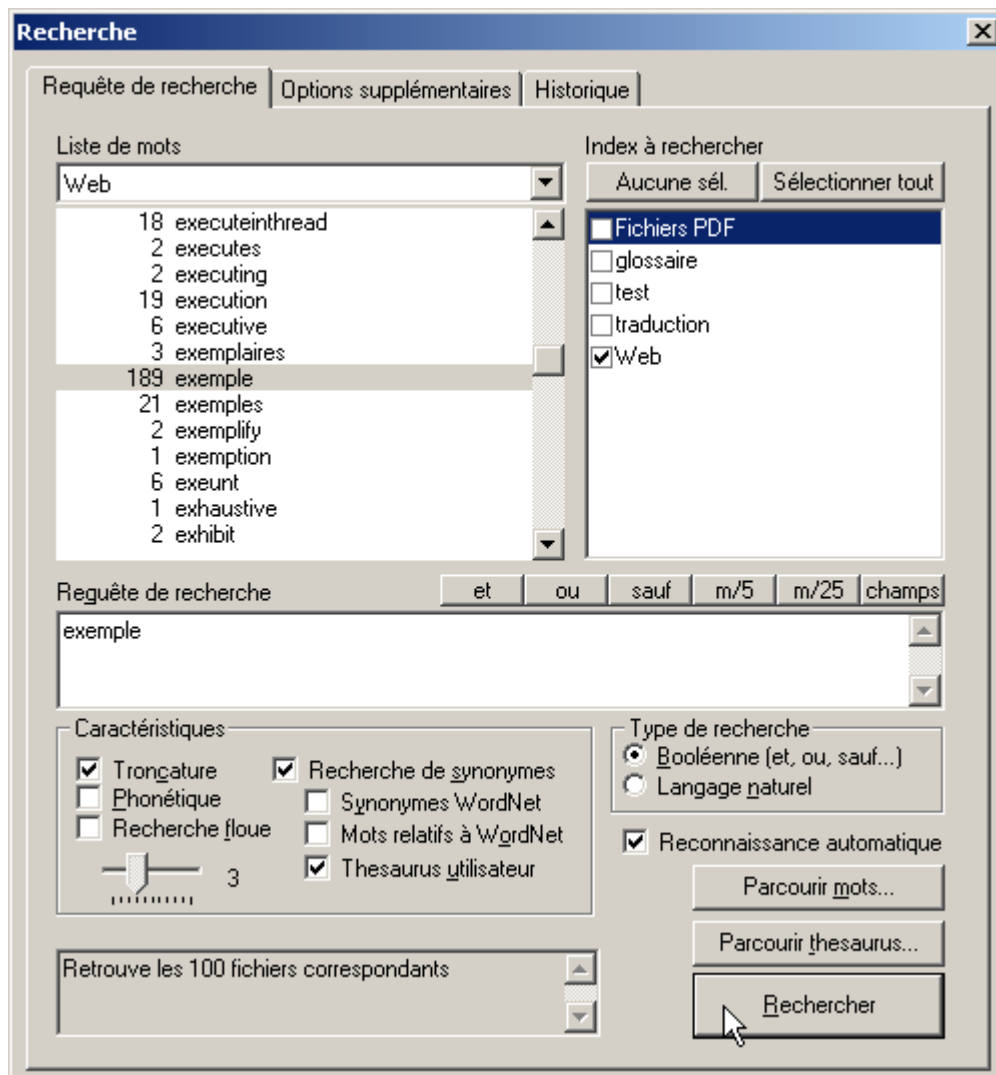 Recherche
Requête de recherche Options supplémentaires Historique
Liste de mots
Index à rechercher
Web
Aucune sél. Sélectionner tout
18 executeinthread
2 executes
2 executing
19 execution
6 executive
3 exemplaires
189 exemple
21 exemples
2 exemplify
1 exemption
6 exeunt
1 exhaustive
2 exhibit
Fichiers PDF
glossaire
test
traduction
Web
Reguête de recherche
et ou sauf m/5 m/25 champs
exemple
Caractéristiques
Troncature
Phonétique
Recherche floue
3
Recherche de synonymes
Synonymes WordNet
Mots relatifs à WordNet
Thesaurus utilisateur
Type de recherche
Booléenne (et, ou, sauf...)
Langage naturel
Reconnaissance automatique
Parcourir mots...
Parcourir thesaurus...
Rechercher
Retrouve les 100 fichiers correspondants